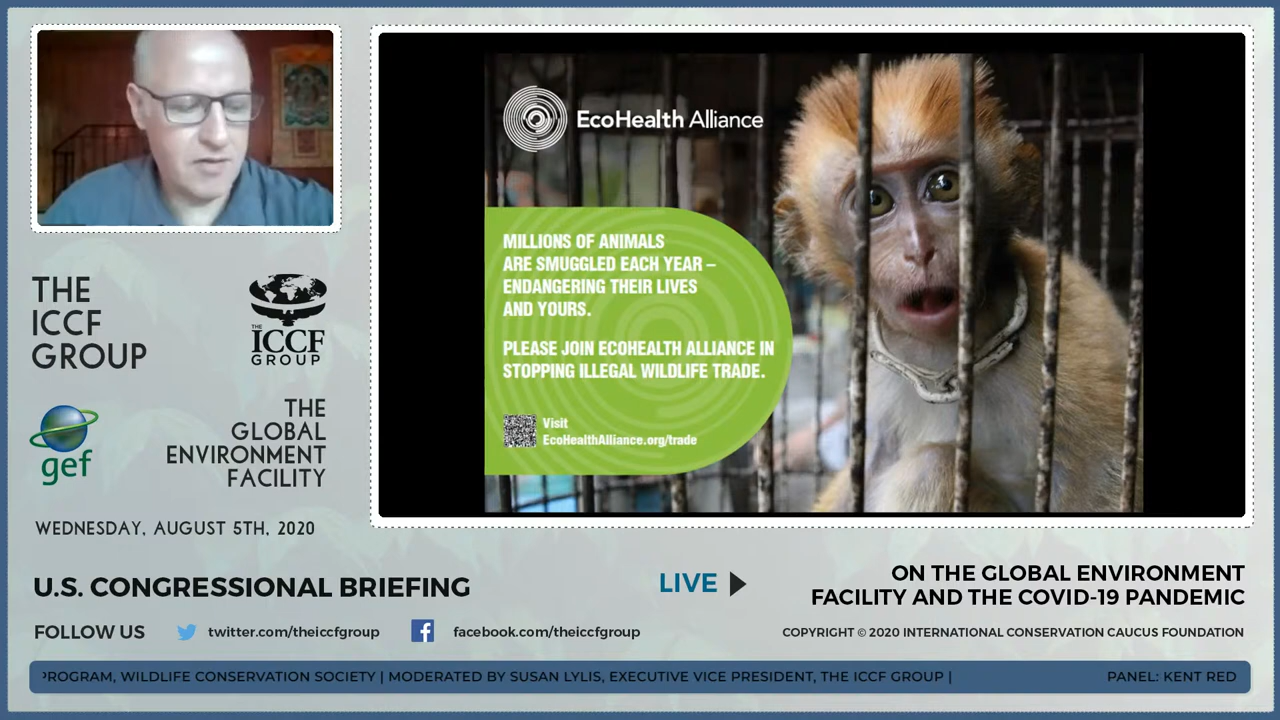 EcoHealth Alliance
MILLIONS OF ANIMALS
ARE SMUGGLED EACH YEAR –
ENDANGERING THEIR LIVES
AND YOURS.
PLEASE JOIN ECOHEALTH ALLIANCE IN
STOPPING ILLEGAL WILDLIFE TRADE.
Visit
EcoHealthAlliance.org/trade
THE
ICCF
GROUP
THE
ICCF
GROUP
gef
THE
GLOBAL
ENVIRONMENT
FACILITY
WEDNESDAY, AUGUST 5TH, 2020
U.S. CONGRESSIONAL BRIEFING
LIVE
ON THE GLOBAL ENVIRONMENT
FACILITY AND THE COVID-19 PANDEMIC
FOLLOW US
twitter.com/theiccfgroup
facebook.com/theiccfgroup
COPYRIGHT © 2020 INTERNATIONAL CONSERVATION CAUCUS FOUNDATION
PROGRAM, WILDLIFE CONSERVATION SOCIETY | MODERATED BY SUSAN LYLIS, EXECUTIVE VICE PRESIDENT, THE ICCF GROUP | PANEL: KENT RED